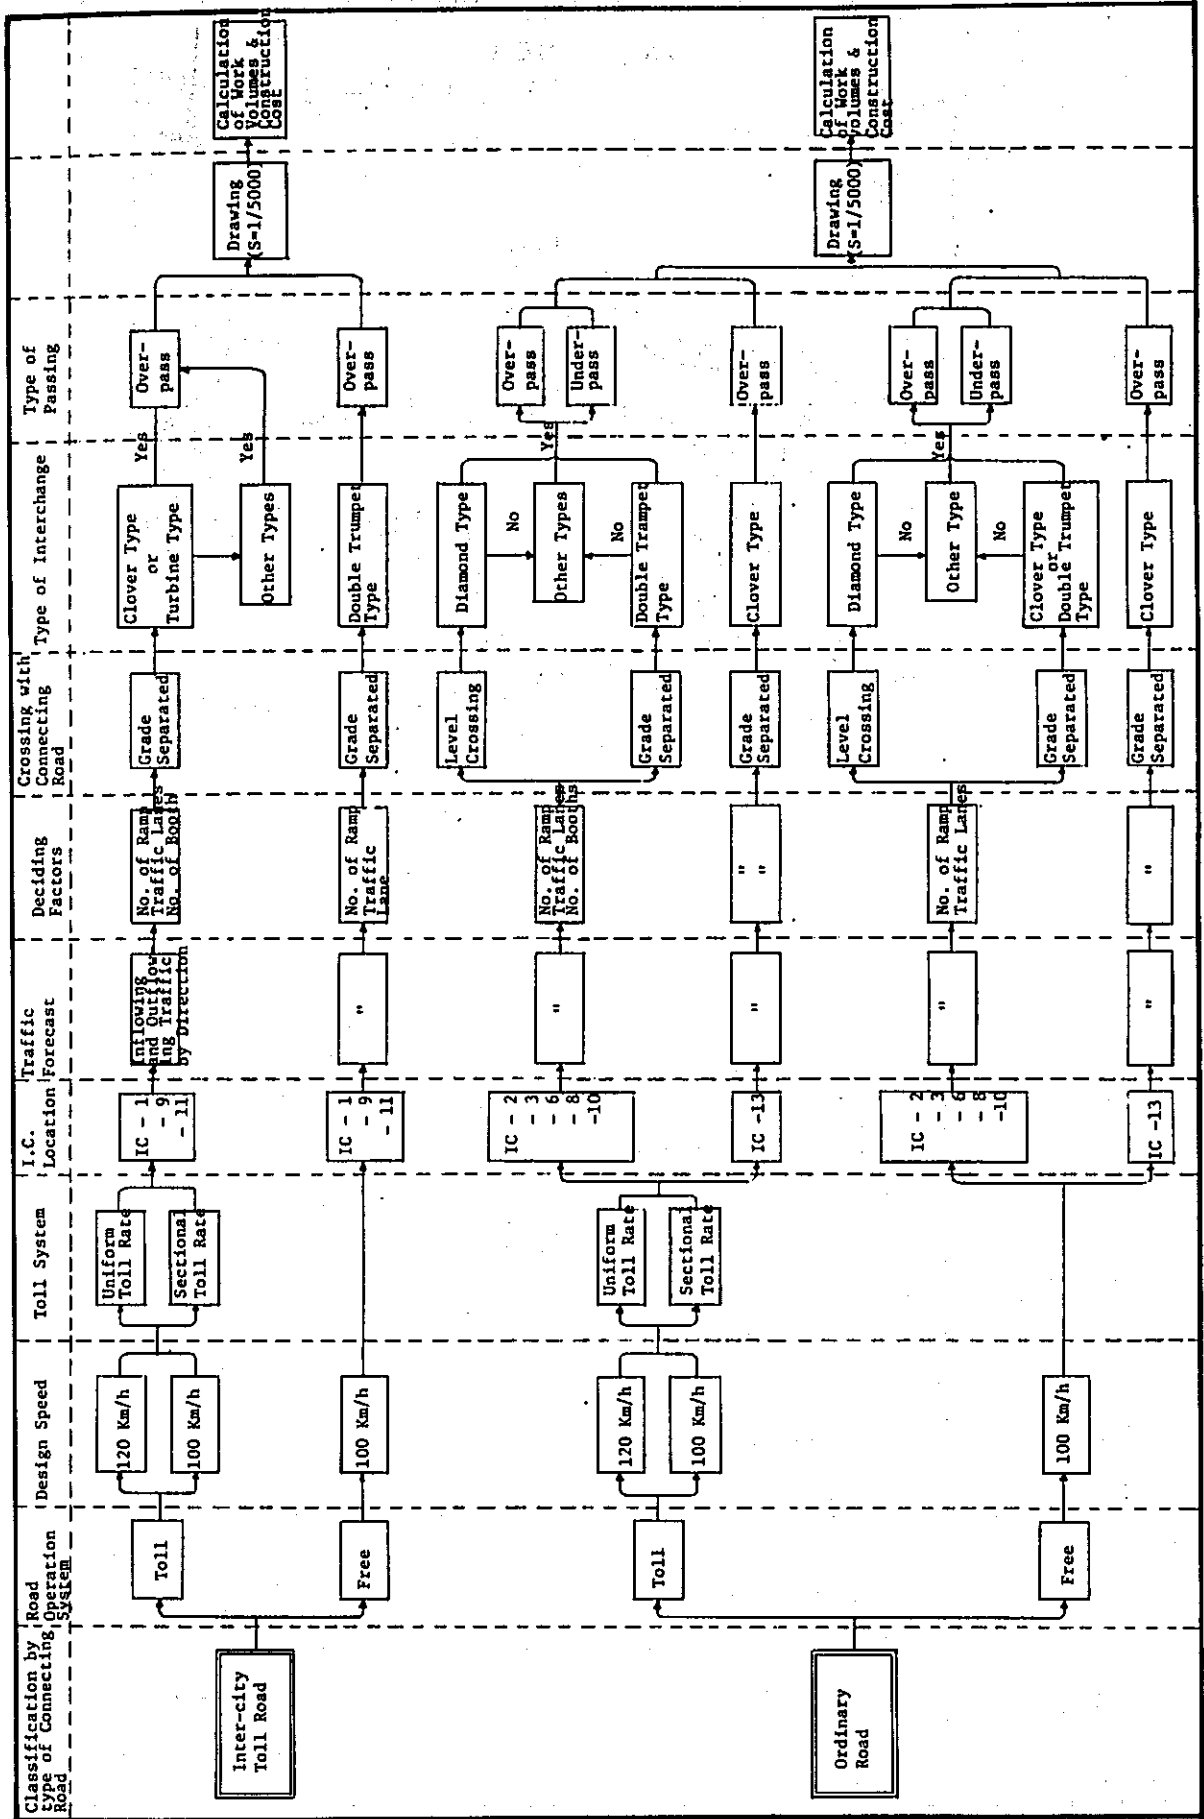 Classification by
type of Connecting
Road
Road
Operation
System
Design Speed
Toll System
I.C.
Location
Traffic
Forecast
Deciding
Factors
Crossing with
Connecting
Road
Type of Interchange
Type of
Passing
Inter-city
Toll Road
Toll
120 Km/h
100 Km/h
Uniform
Toll Rate
Sectional
Toll Rate
IC - 1
- 9
- 11
Inflowing
and Outflow
ing Traffic
by Direction
No. of Ramp
Traffic Lanes
No. of Booth
Grade
Separated
Clover Type
or
Turbine Type
Other Types
Yes
Yes
Over-
pass
Drawing
(S=1/5000)
Calculation
of Work
Volumes &
Construction
Cost
Free
100 Km/h
IC - 1
- 9
- 11
"
No. of Ramp
Traffic
Lane
Grade
Separated
Double Trumpet
Type
Over-
pass
Ordinary
Road
Toll
120 Km/h
100 Km/h
Uniform
Toll Rate
Sectional
Toll Rate
IC - 2
- 3
- 6
- 8
-10
"
No. of Ramp
Traffic Lanes
No. of Booths
Level
Crossing
Grade
Separated
Diamond Type
No
Other Types
No
Double Trampet
Type
Yes
Over-
pass
Under-
pass
IC -13
"
"
"
Grade
Separated
Clover Type
Over-
pass
Drawing
(S=1/5000)
Calculation
of Work
Volumes &
Construction
Cost
Free
100 Km/h
IC - 2
- 3
- 6
- 8
-10
"
No. of Ramp
Traffic Lanes
Level
Crossing
Grade
Separated
Diamond Type
No
Other Type
No
Clover Type
or
Double Trumpet
Type
Yes
Over-
pass
Under-
pass
IC -13
"
"
Grade
Separated
Clover Type
Over-
pass